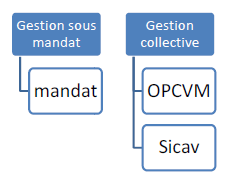 Gestion sous
mandat
mandat
Gestion
collective
OPCVM
Sicav